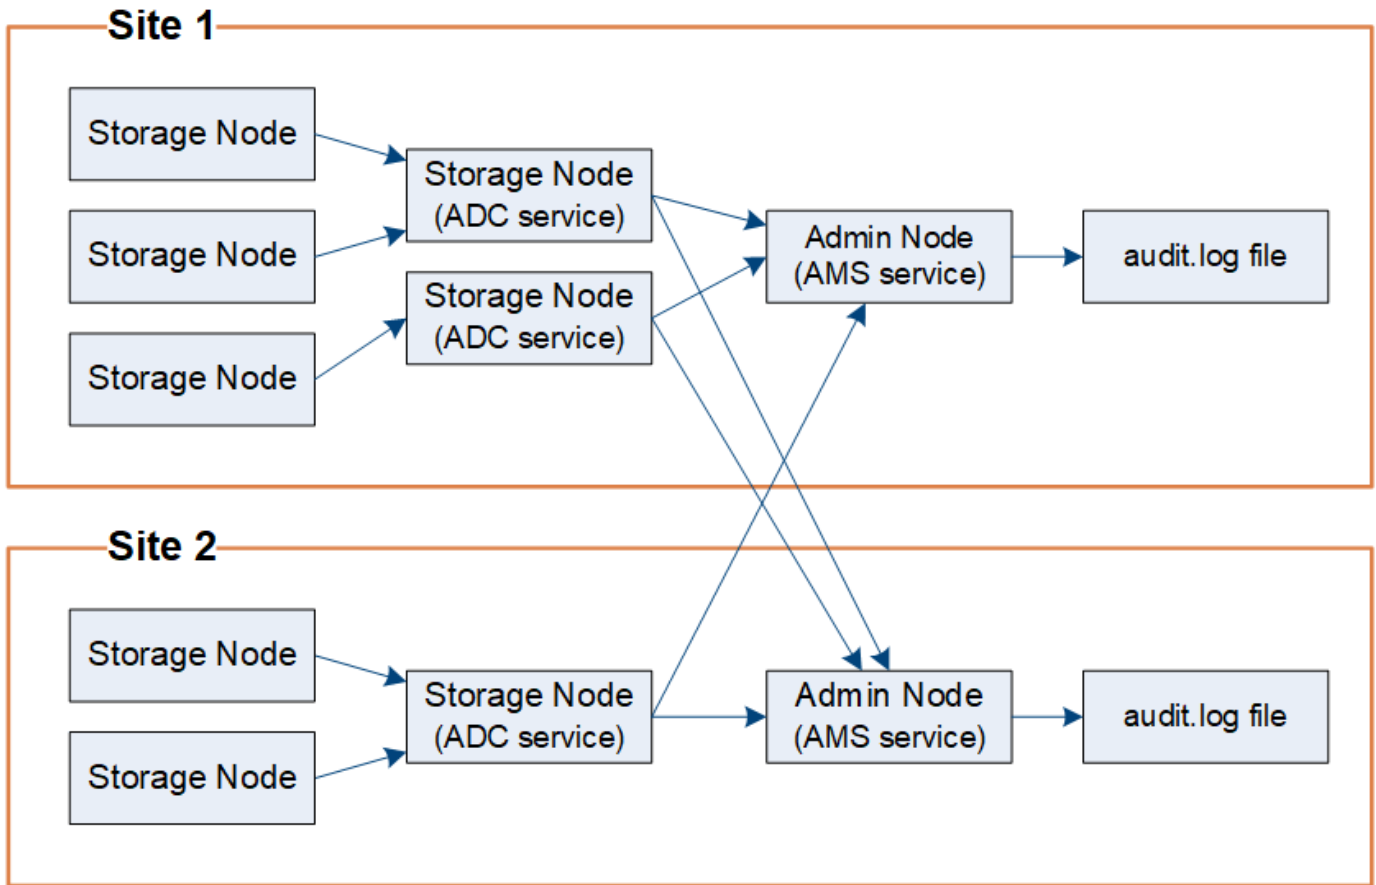 Site 1
Storage Node
Storage Node
Storage Node
Storage Node
(ADC service)
Storage Node
(ADC service)
Admin Node
(AMS service)
audit.log file
Site 2
Storage Node
Storage Node
Storage Node
(ADC service)
Admin Node
(AMS service)
audit.log file